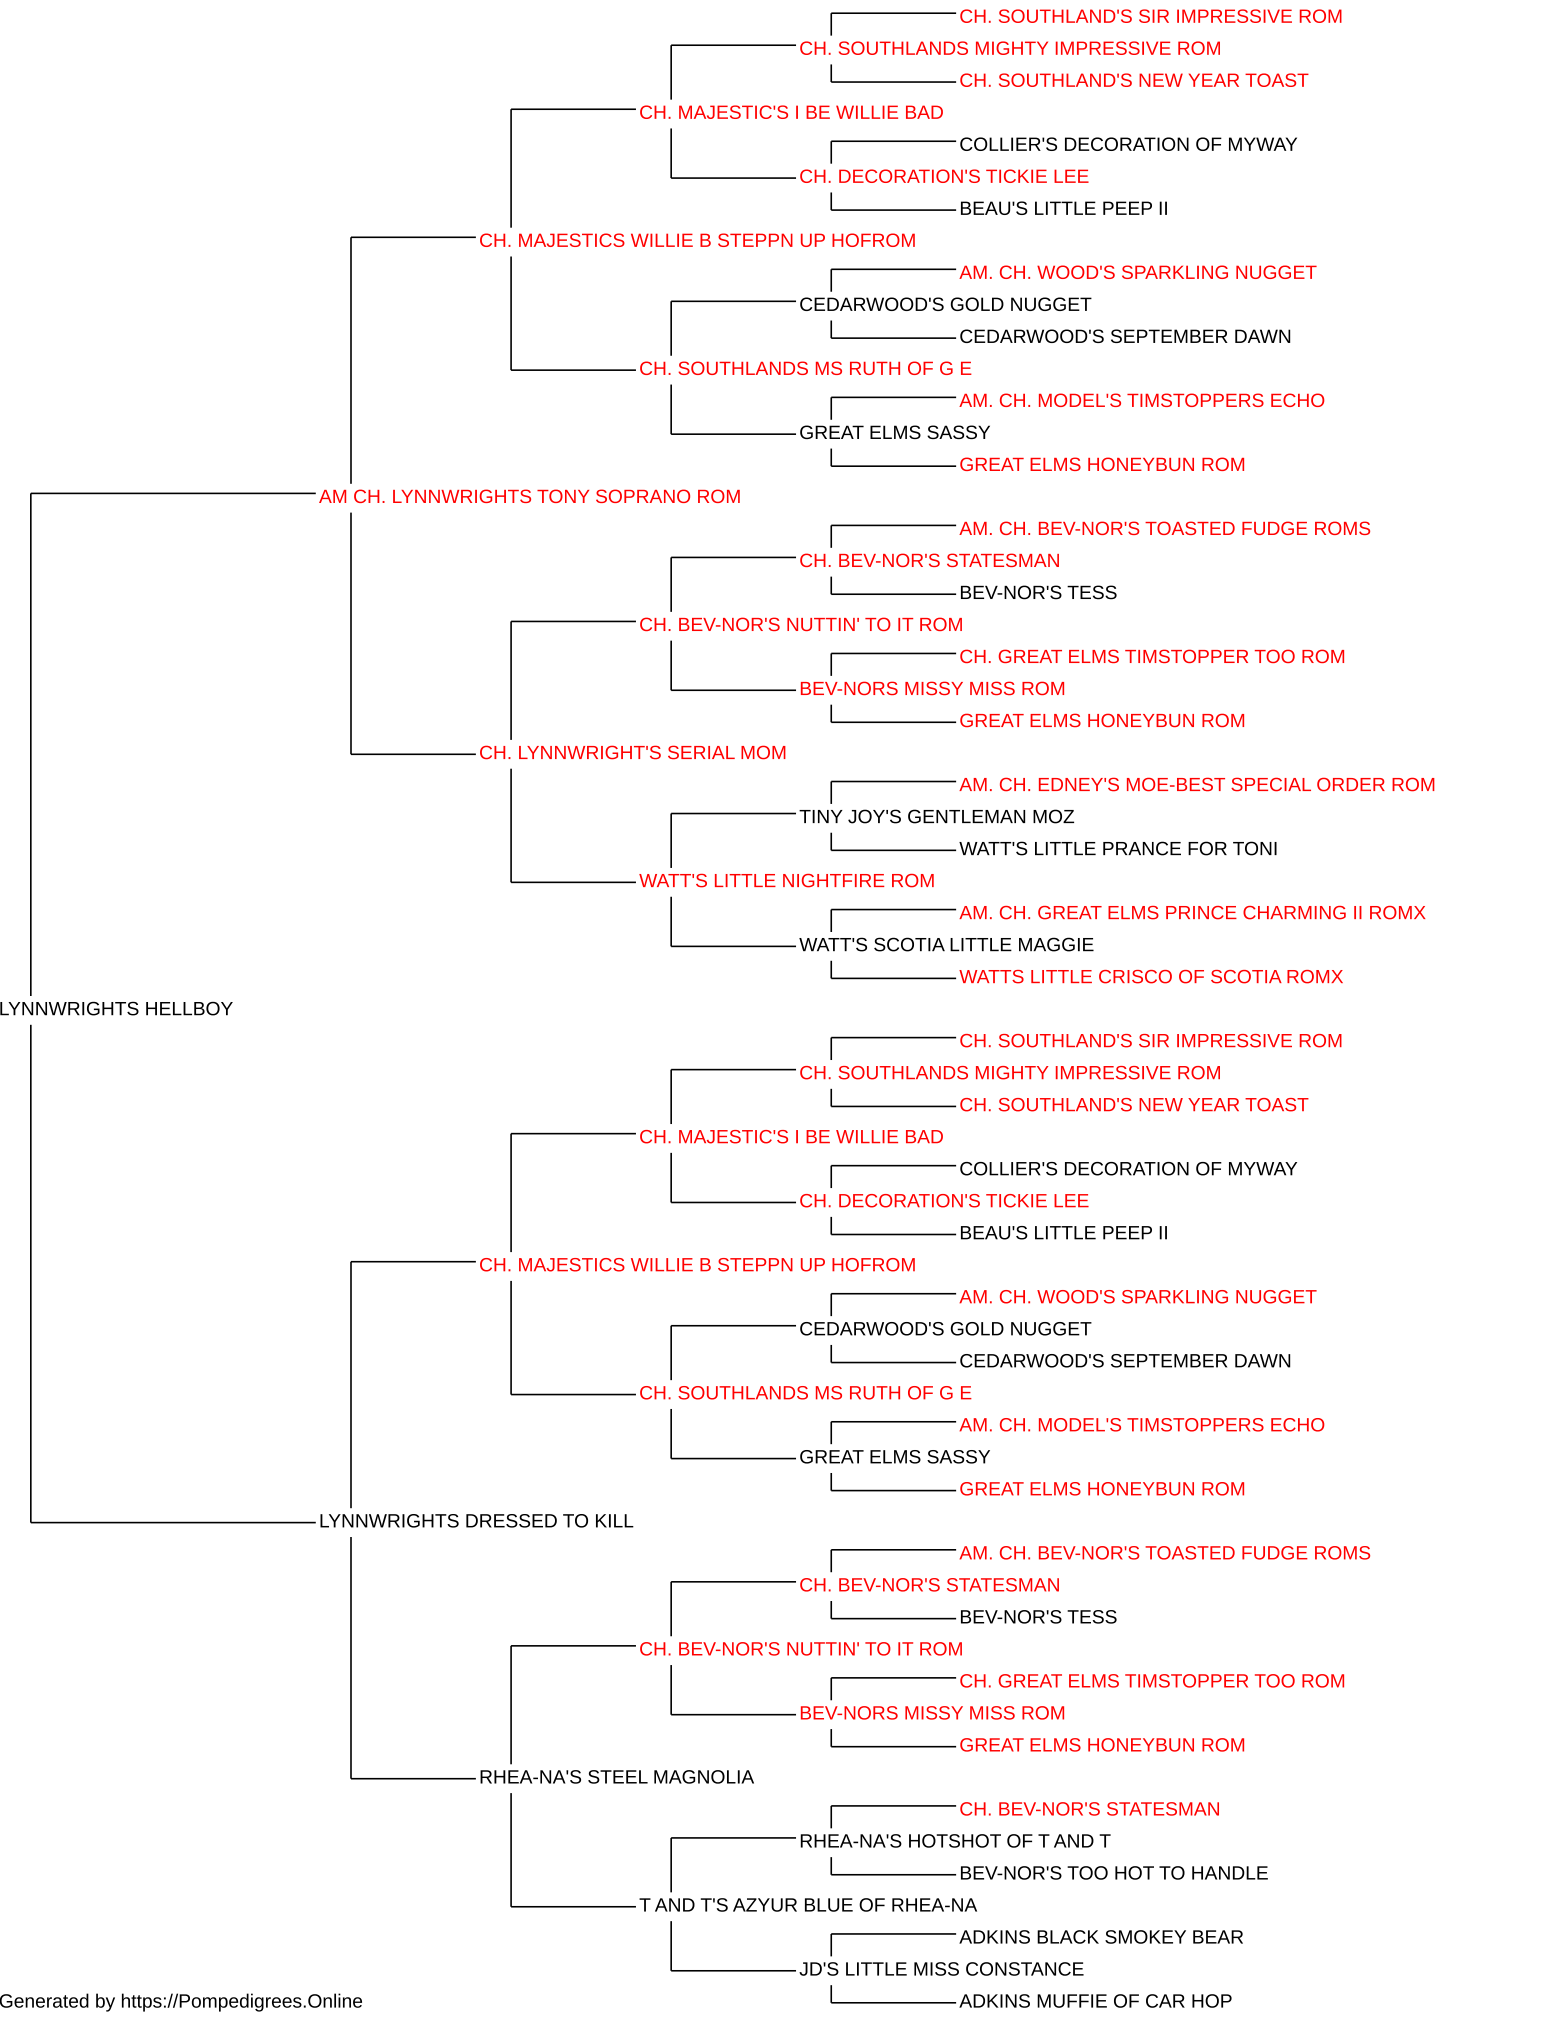 CH. SOUTHLAND'S SIR IMPRESSIVE ROM
CH. SOUTHLANDS MIGHTY IMPRESSIVE ROM
CH. SOUTHLAND'S NEW YEAR TOAST
CH. MAJESTIC'S I BE WILLIE BAD
COLLIER'S DECORATION OF MYWAY
CH. DECORATION'S TICKIE LEE
BEAU'S LITTLE PEEP II
CH. MAJESTICS WILLIE B STEPPN UP HOFROM
AM. CH. WOOD'S SPARKLING NUGGET
CEDARWOOD'S GOLD NUGGET
CEDARWOOD'S SEPTEMBER DAWN
CH. SOUTHLANDS MS RUTH OF G E
AM. CH. MODEL'S TIMSTOPPERS ECHO
GREAT ELMS SASSY
GREAT ELMS HONEYBUN ROM
AM CH. LYNNWRIGHTS TONY SOPRANO ROM
AM. CH. BEV-NOR'S TOASTED FUDGE ROMS
CH. BEV-NOR'S STATESMAN
BEV-NOR'S TESS
CH. BEV-NOR'S NUTTIN' TO IT ROM
CH. GREAT ELMS TIMSTOPPER TOO ROM
BEV-NORS MISSY MISS ROM
GREAT ELMS HONEYBUN ROM
CH. LYNNWRIGHT'S SERIAL MOM
AM. CH. EDNEY'S MOE-BEST SPECIAL ORDER ROM
TINY JOY'S GENTLEMAN MOZ
WATT'S LITTLE PRANCE FOR TONI
WATT'S LITTLE NIGHTFIRE ROM
AM. CH. GREAT ELMS PRINCE CHARMING II ROMX
WATT'S SCOTIA LITTLE MAGGIE
WATTS LITTLE CRISCO OF SCOTIA ROMX
LYNNWRIGHTS HELLBOY
CH. SOUTHLAND'S SIR IMPRESSIVE ROM
CH. SOUTHLANDS MIGHTY IMPRESSIVE ROM
CH. SOUTHLAND'S NEW YEAR TOAST
CH. MAJESTIC'S I BE WILLIE BAD
COLLIER'S DECORATION OF MYWAY
CH. DECORATION'S TICKIE LEE
BEAU'S LITTLE PEEP II
CH. MAJESTICS WILLIE B STEPPN UP HOFROM
AM. CH. WOOD'S SPARKLING NUGGET
CEDARWOOD'S GOLD NUGGET
CEDARWOOD'S SEPTEMBER DAWN
CH. SOUTHLANDS MS RUTH OF G E
AM. CH. MODEL'S TIMSTOPPERS ECHO
GREAT ELMS SASSY
GREAT ELMS HONEYBUN ROM
LYNNWRIGHTS DRESSED TO KILL
AM. CH. BEV-NOR'S TOASTED FUDGE ROMS
CH. BEV-NOR'S STATESMAN
BEV-NOR'S TESS
CH. BEV-NOR'S NUTTIN' TO IT ROM
CH. GREAT ELMS TIMSTOPPER TOO ROM
BEV-NORS MISSY MISS ROM
GREAT ELMS HONEYBUN ROM
RHEA-NA'S STEEL MAGNOLIA
CH. BEV-NOR'S STATESMAN
RHEA-NA'S HOTSHOT OF T AND T
BEV-NOR'S TOO HOT TO HANDLE
T AND T'S AZYUR BLUE OF RHEA-NA
ADKINS BLACK SMOKEY BEAR
JD'S LITTLE MISS CONSTANCE
ADKINS MUFFIE OF CAR HOP
Generated by https://Pompedigrees.Online